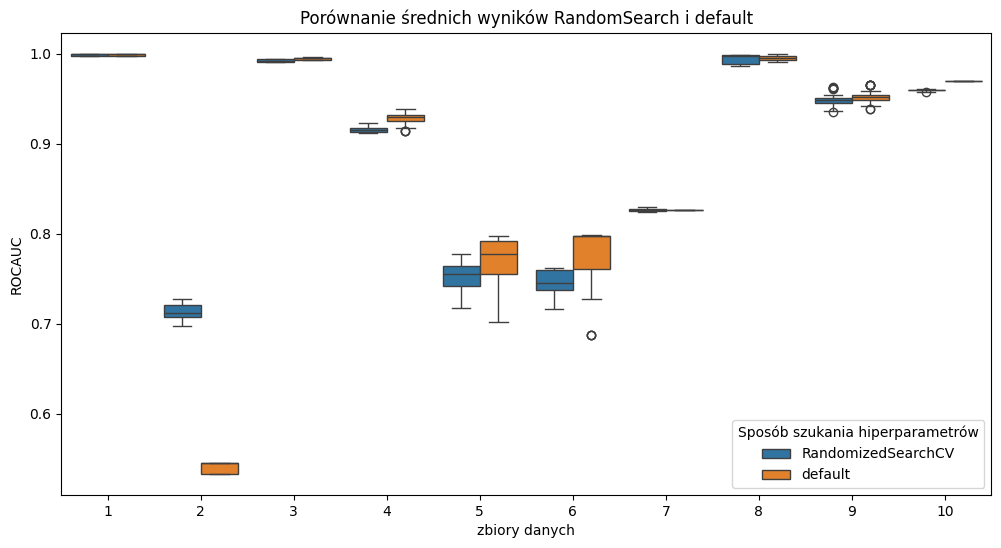 Porównanie średnich wyników RandomSearch i default
1.0
0.9
0.8
0.7
0.6
ROCAUC
1 2 3 4 5 6 7 8 9 10
zbiory danych
Sposób szukania hiperparametrów
RandomizedSearchCV
default